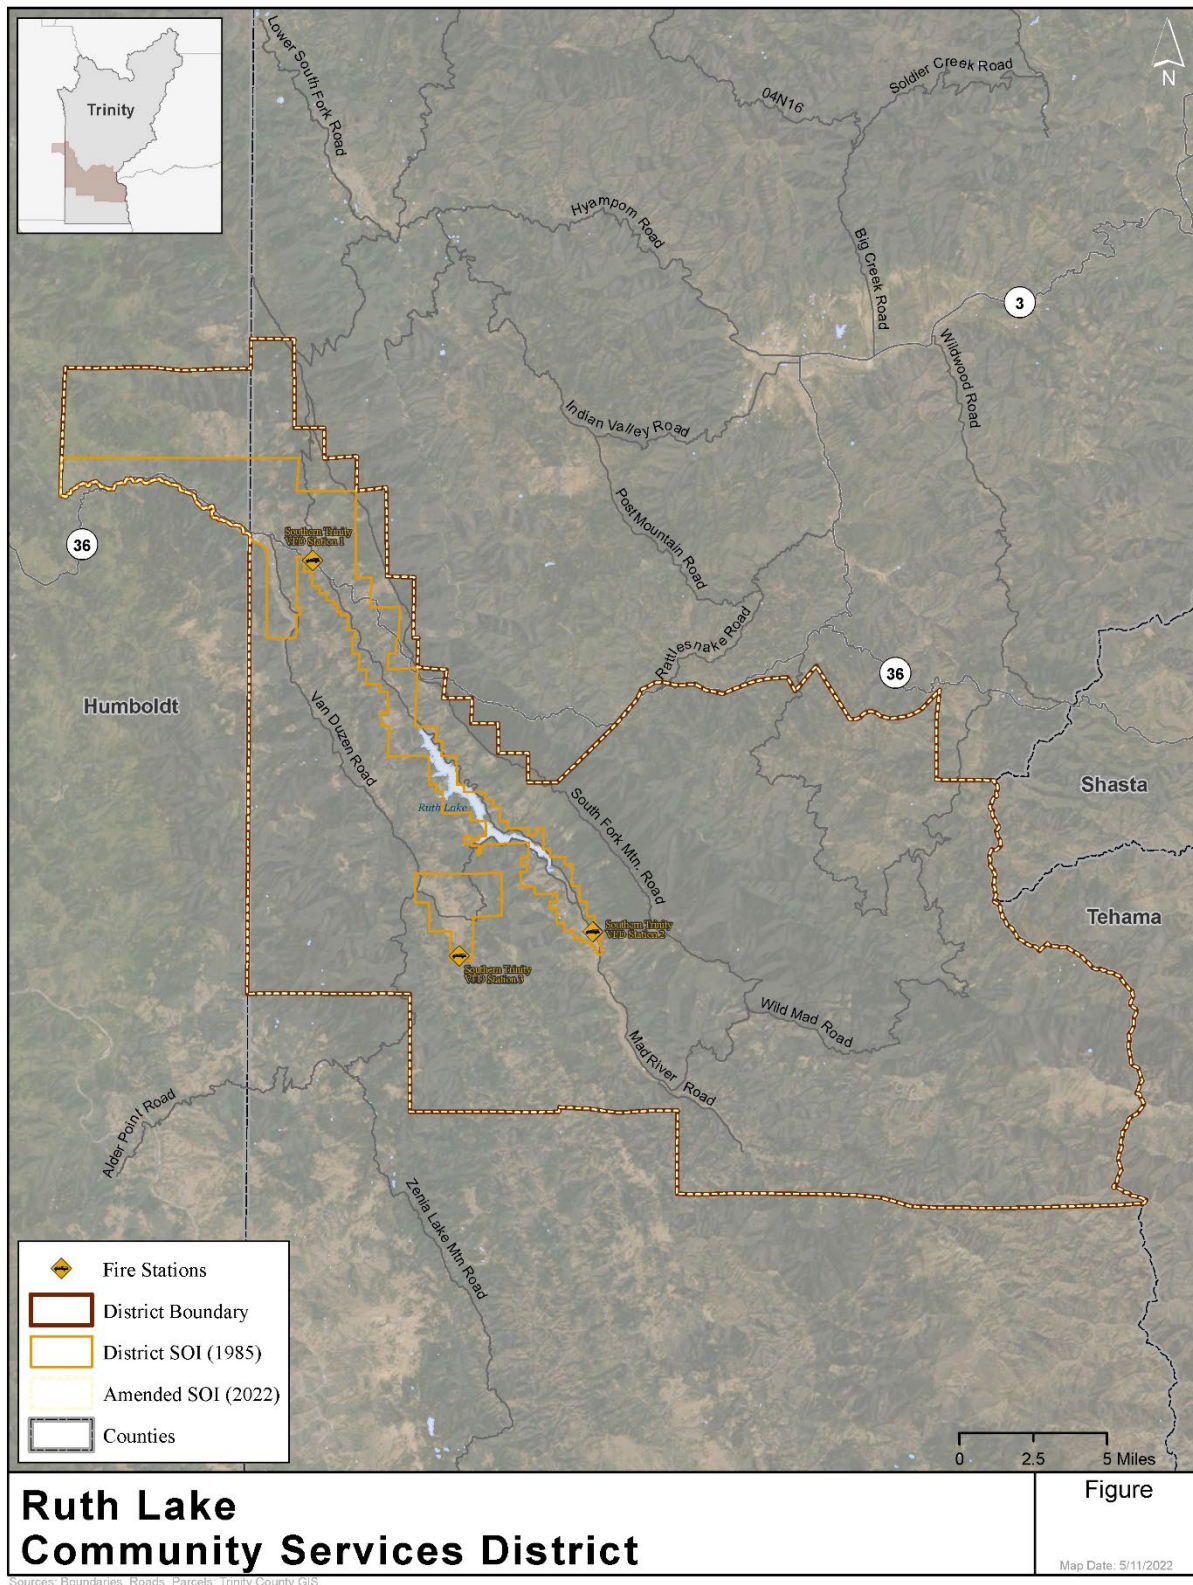 Trinity
N
Lower South Fork Road
04N16
Soldier Creek Road
Hyampom Road
Big Creek Road
3
Wildwood Road
Indian Valley Road
Post Mountain Road
Rattlesnake Road
36
36
Southern Trinity
VFD Station 1
Humboldt
Van Duzen Road
Ruth Lake
South Fork Mtn. Road
Shasta
Tehama
Southern Trinity
VFD Station 2
Southern Trinity
VFD Station 3
Wild Mad Road
Mad River Road
Alder Point Road
Zenia Lake Mtn Road
Fire Stations
District Boundary
District SOI (1985)
Amended SOI (2022)
Counties
0 2.5 5 Miles
Ruth Lake
Community Services District
Figure
Map Date: 5/11/2022
Sources: Boundaries, Roads, Parcels: Trinity County GIS